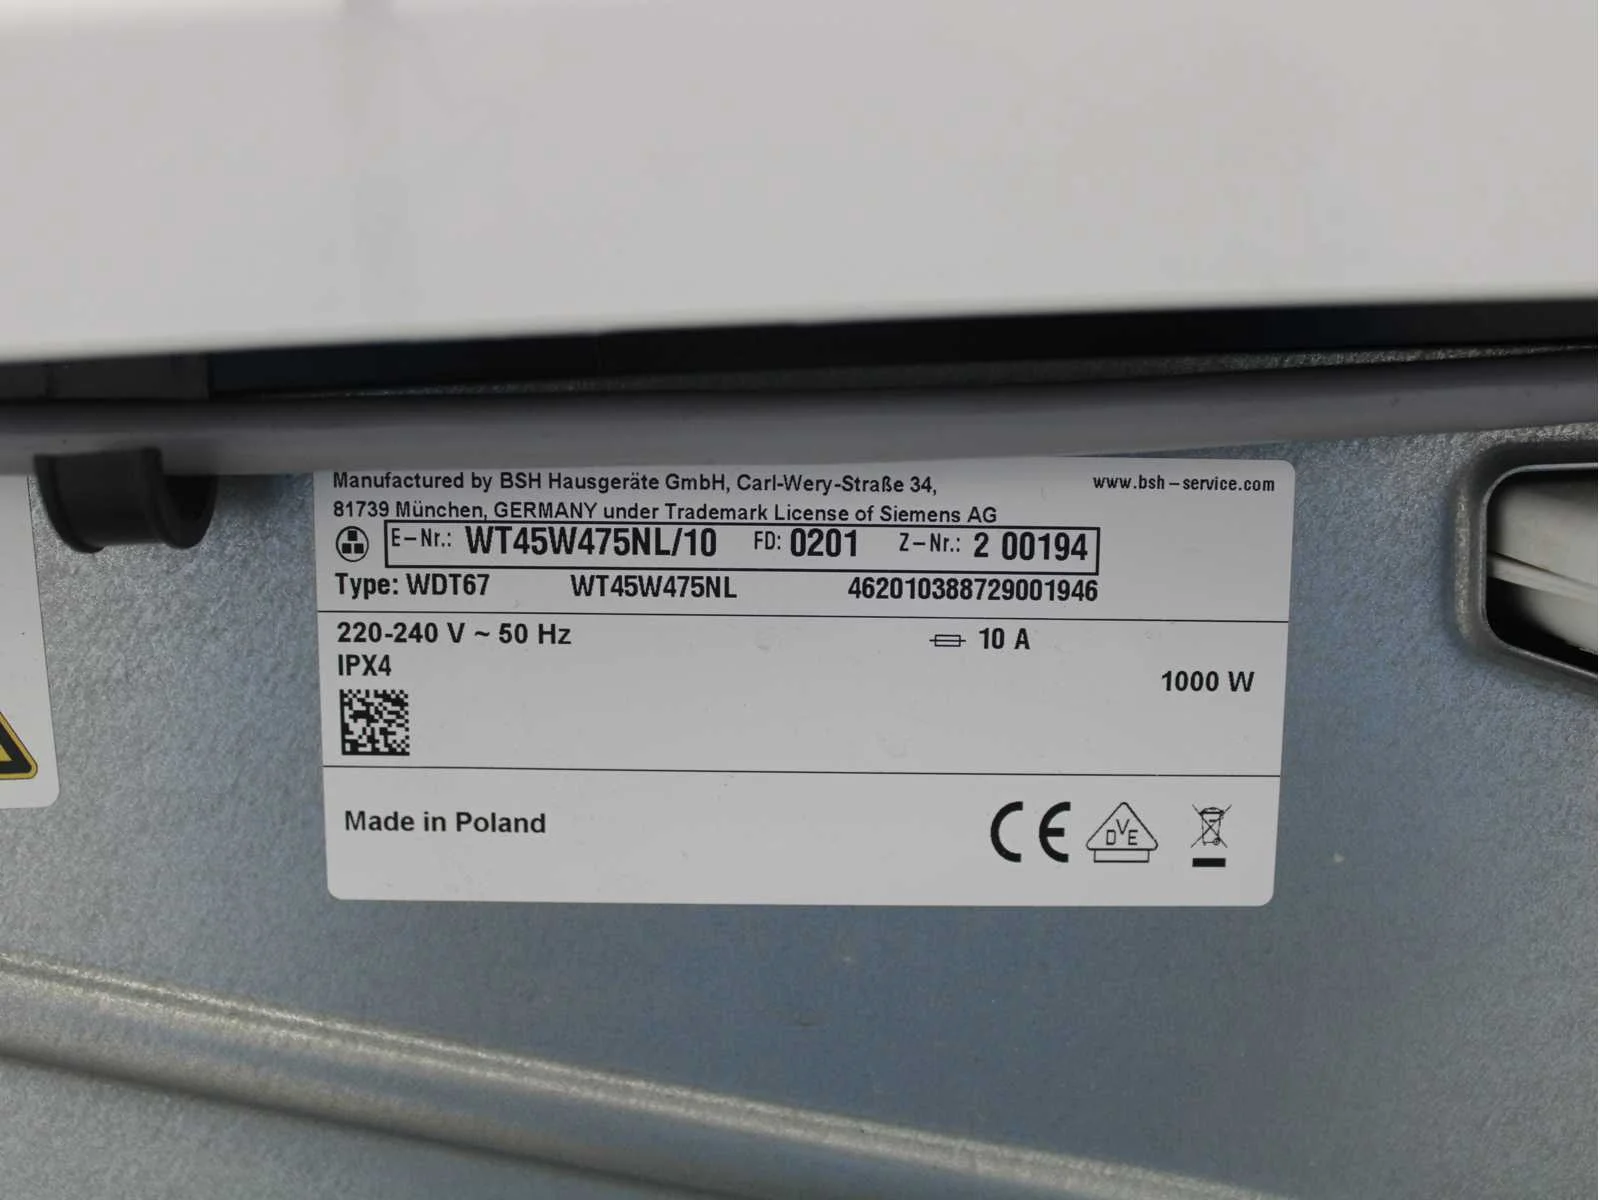 Manufactured by BSH Hausgeräte GmbH, Carl-Wery-Straße 34, www.bsh-service.com
81739 München, GERMANY under Trademark License of Siemens AG
E-Nr.: WT45W475NL/10 FD: 0201 Z-Nr.: 2 00194
Type: WDT67 WT45W475NL 462010388729001946
220-240 V ~ 50 Hz 10 A
IPX4
1000 W
Made in Poland CE DVE